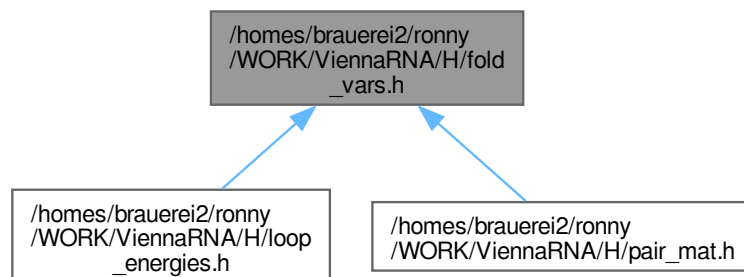 /homes/brauerei2/ronny
/WORK/ViennaRNA/H/fold
_vars.h
/homes/brauerei2/ronny
/WORK/ViennaRNA/H/loop
_energies.h
/homes/brauerei2/ronny
/WORK/ViennaRNA/H/pair_mat.h